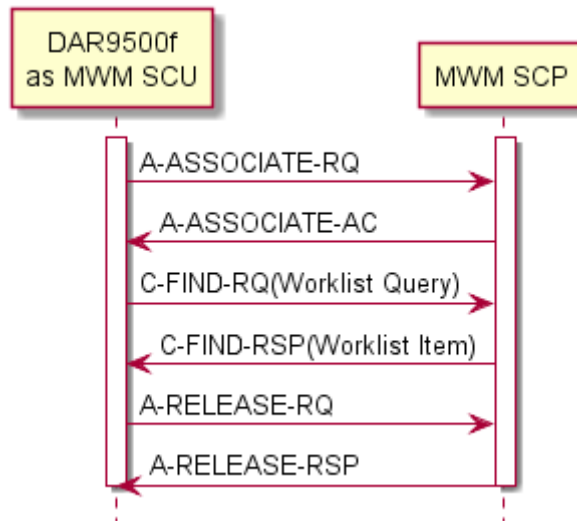 DAR9500f
as MWM SCU
MWM SCP
A-ASSOCIATE-RQ
A-ASSOCIATE-AC
C-FIND-RQ(Worklist Query)
C-FIND-RSP(Worklist Item)
A-RELEASE-RQ
A-RELEASE-RSP